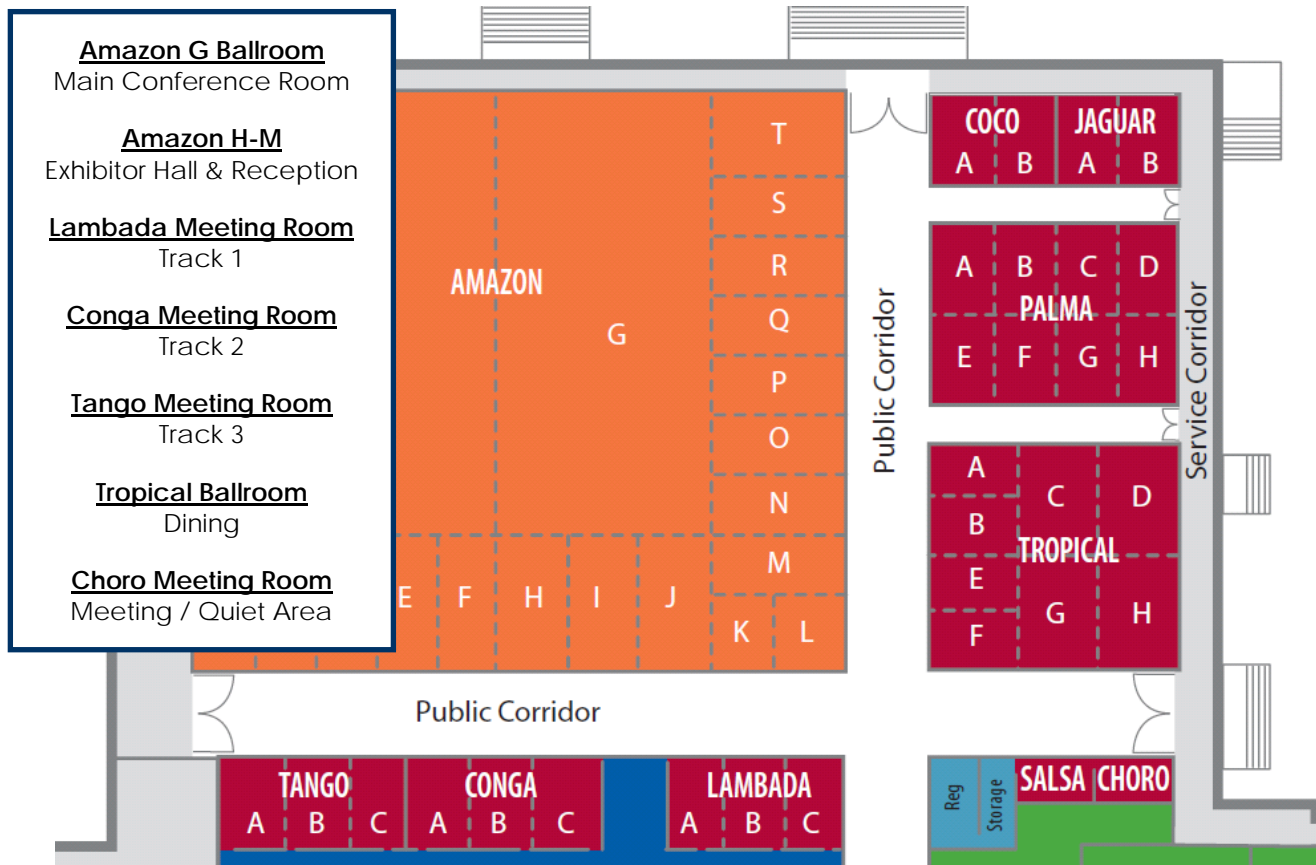 Amazon G Ballroom
Main Conference Room
Amazon H-M
Exhibitor Hall & Reception
Lambada Meeting Room
Track 1
Conga Meeting Room
Track 2
Tango Meeting Room
Track 3
Tropical Ballroom
Dining
Choro Meeting Room
Meeting / Quiet Area
AMAZON
G
T
S
R
Q
P
O
N
M
E F H I J
K L
Public Corridor
Public Corridor
Service Corridor
COCO
A B
JAGUAR
A B
PALMA
A B C D
E F G H
TROPICAL
A
B
C D
E
F
G H
TANGO
A B C
CONGA
A B C
LAMBADA
A B C
Reg
Storage
SALSA
CHORO